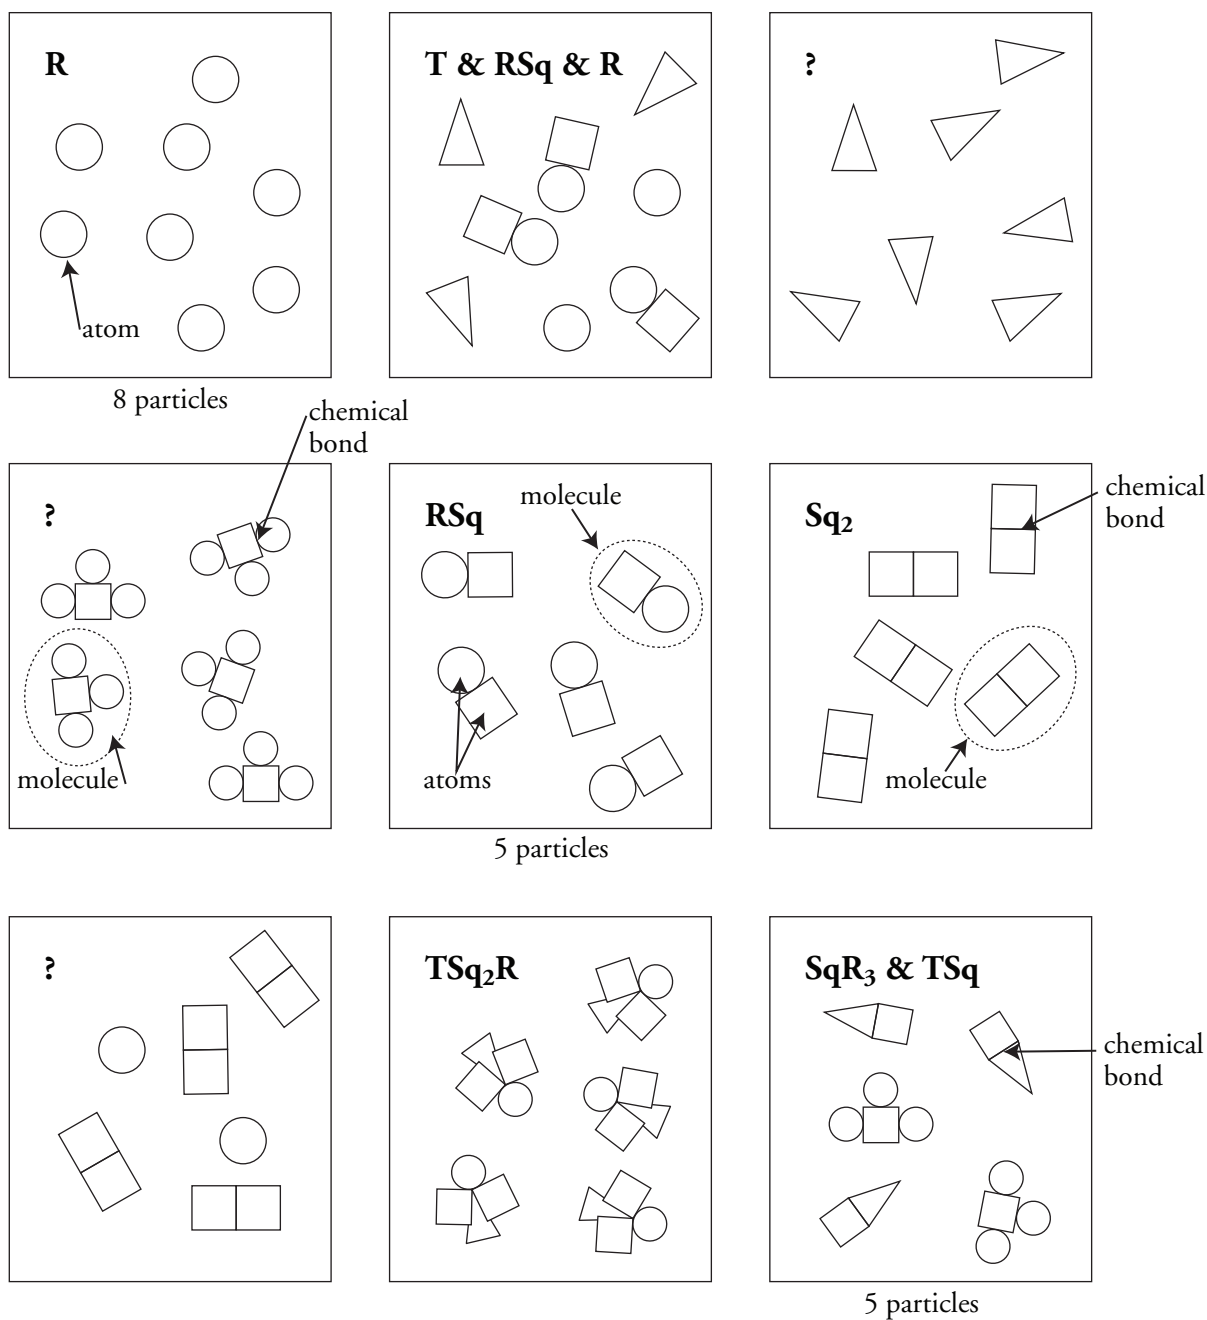 R
T & RSq & R
?
atom
8 particles
chemical
bond
?
molecule
RSq
molecule
atoms
5 particles
Sq₂
chemical
bond
molecule
?
TSq₂R
SqR₃ & TSq
chemical
bond
5 particles